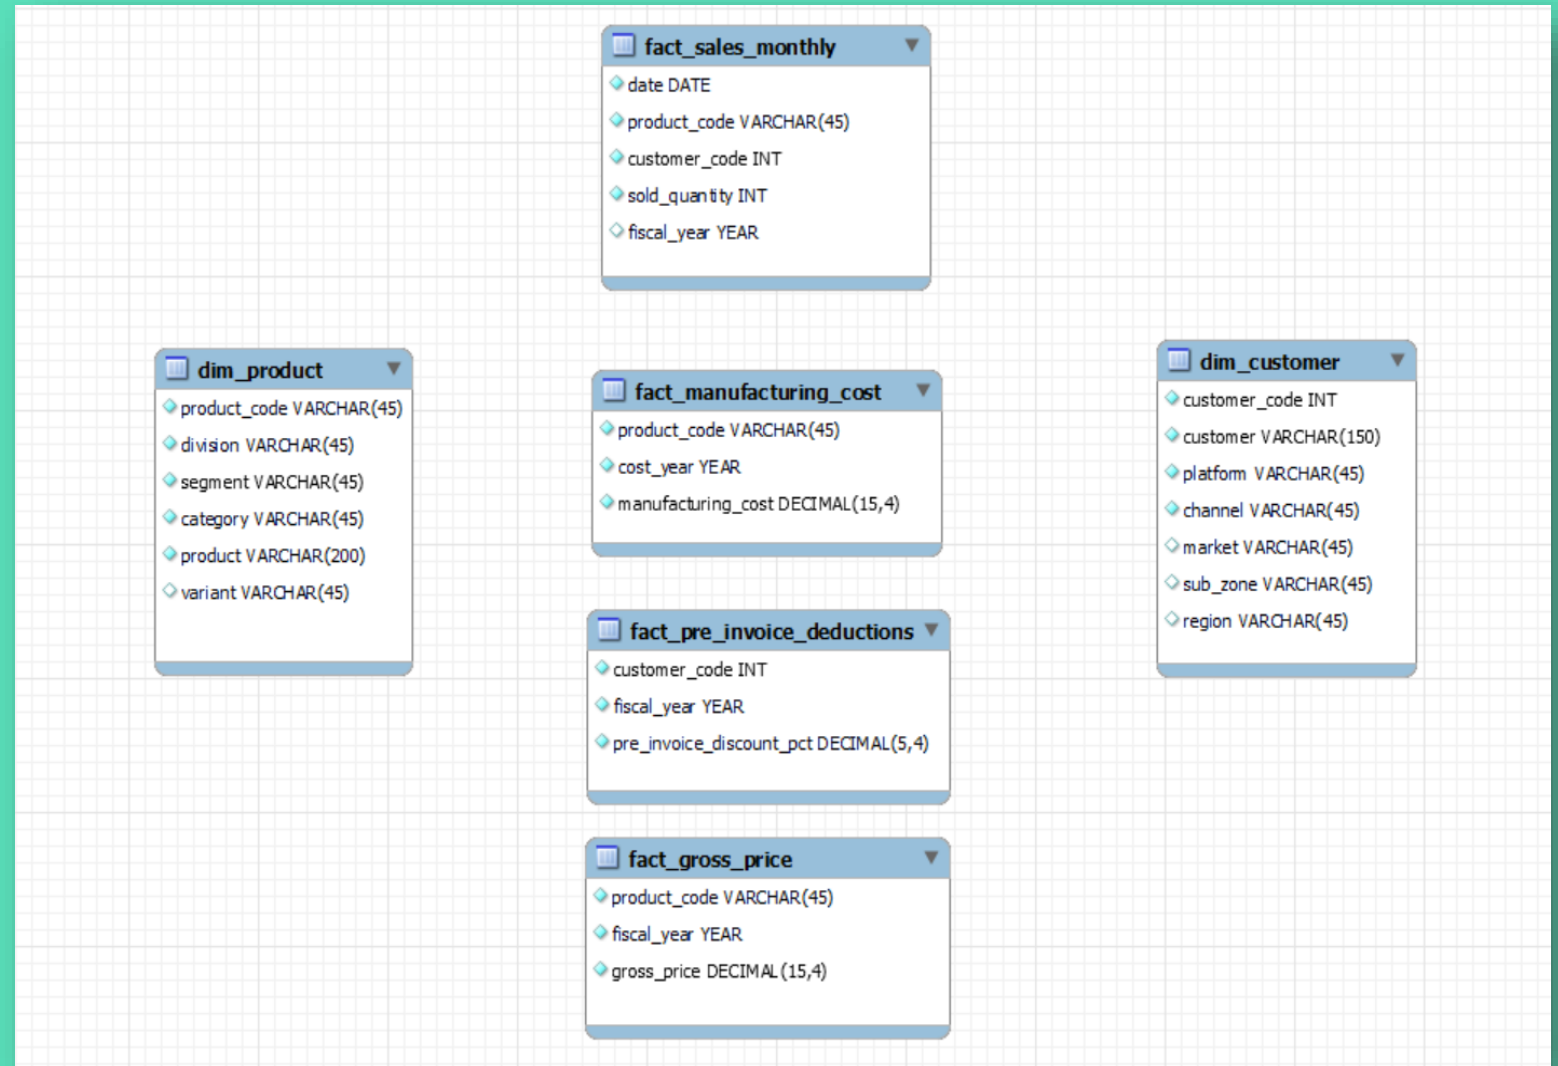 fact_sales_monthly
date DATE
product_code VARCHAR(45)
customer_code INT
sold_quantity INT
fiscal_year YEAR
dim_product
product_code VARCHAR(45)
division VARCHAR(45)
segment VARCHAR(45)
category VARCHAR(45)
product VARCHAR(200)
variant VARCHAR(45)
fact_manufacturing_cost
product_code VARCHAR(45)
cost_year YEAR
manufacturing_cost DECIMAL(15,4)
dim_customer
customer_code INT
customer VARCHAR(150)
platform VARCHAR(45)
channel VARCHAR(45)
market VARCHAR(45)
sub_zone VARCHAR(45)
region VARCHAR(45)
fact_pre_invoice_deductions
customer_code INT
fiscal_year YEAR
pre_invoice_discount_pct DECIMAL(5,4)
fact_gross_price
product_code VARCHAR(45)
fiscal_year YEAR
gross_price DECIMAL(15,4)